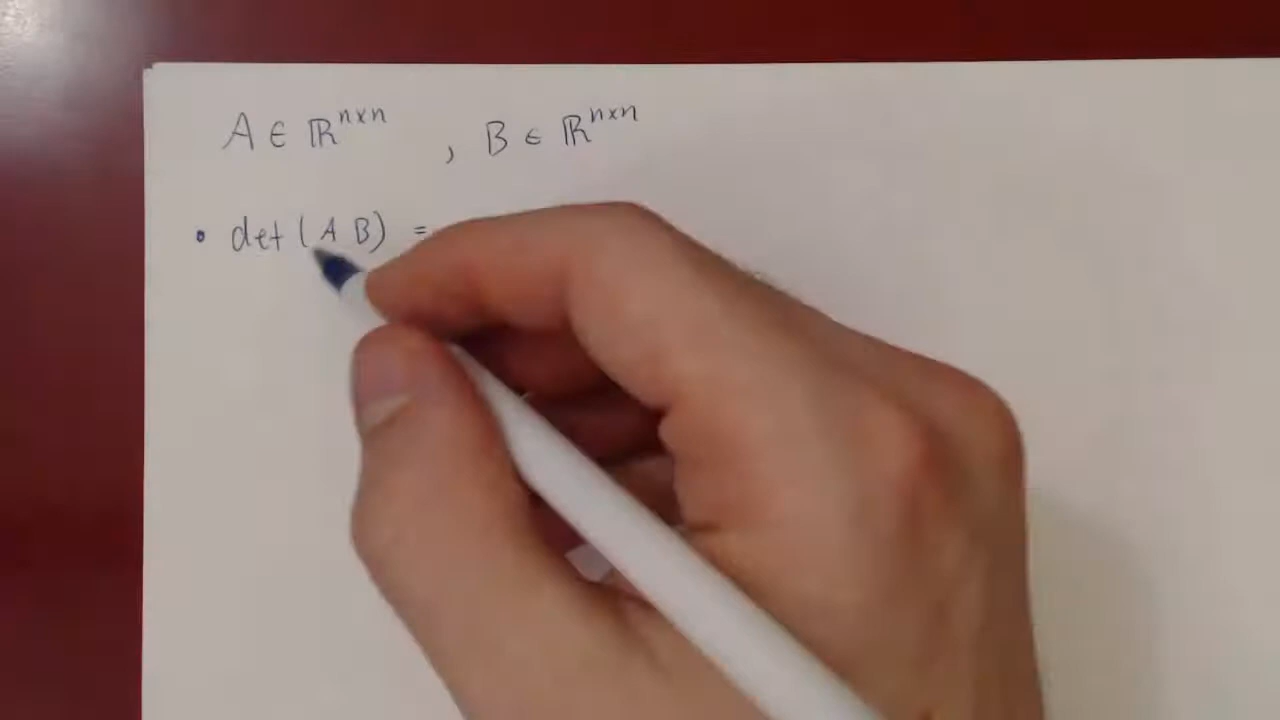 A ∈ ℝⁿˣⁿ , B ∈ ℝⁿˣⁿ
• det (A B) =